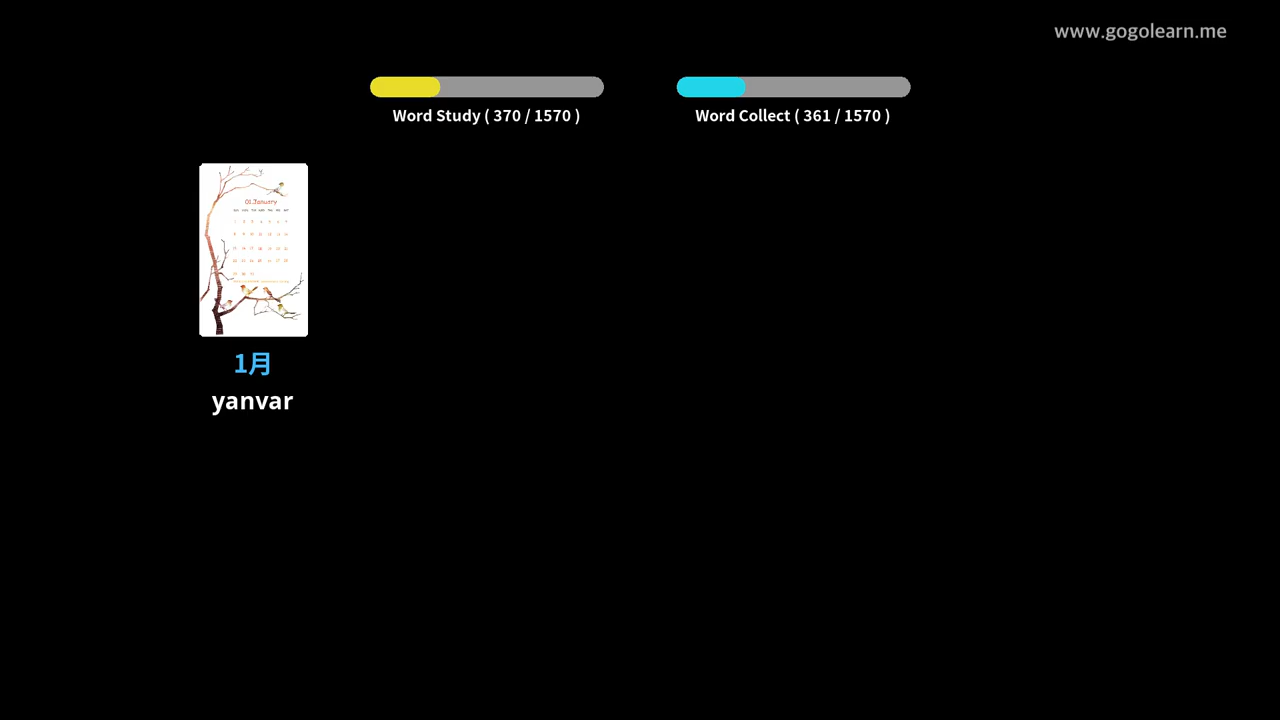 www.gogolearn.me
Word Study ( 370 / 1570 )
Word Collect ( 361 / 1570 )
01.January
1月
yanvar